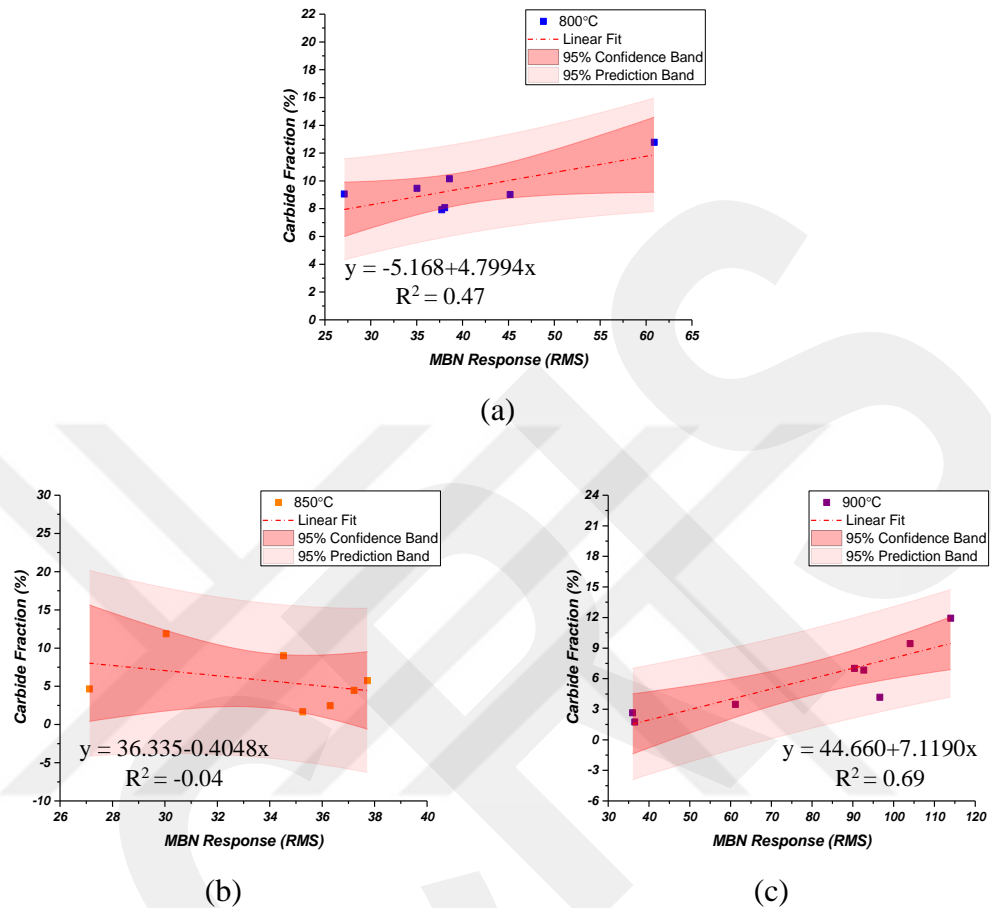 22
20
18
16
14
12
10
8
6
4
2
0
Carbide Fraction (%)
800°C
Linear Fit
95% Confidence Band
95% Prediction Band
y = -5.168+4.7994x
R² = 0.47
25 30 35 40 45 50 55 60 65
MBN Response (RMS)
(a)
30
25
20
15
10
5
0
-5
-10
Carbide Fraction (%)
850°C
Linear Fit
95% Confidence Band
95% Prediction Band
y = 36.335-0.4048x
R² = -0.04
26 28 30 32 34 36 38 40
MBN Response (RMS)
(b)
24
21
18
15
12
9
6
3
0
-3
-6
Carbide Fraction (%)
900°C
Linear Fit
95% Confidence Band
95% Prediction Band
y = 44.660+7.1190x
R² = 0.69
30 40 50 60 70 80 90 100 110 120
MBN Response (RMS)
(c)